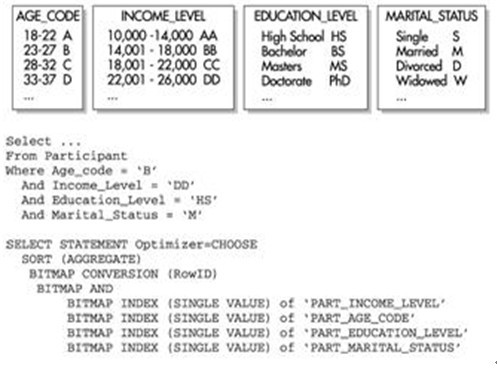 AGE_CODE
18-22 A
23-27 B
28-32 C
33-37 D
...
INCOME_LEVEL
10,000 -14,000 AA
14,001 - 18,000 BB
18,001 - 22,000 CC
22,001 - 26,000 DD
...
EDUCATION_LEVEL
High School HS
Bachelor BS
Masters MS
Doctorate PhD
...
MARITAL_STATUS
Single S
Married M
Divorced D
Widowed W
...
Select ...
From Participant
Where Age_code = 'B'
And Income_Level = 'DD'
And Education_Level = 'HS'
And Marital_Status = 'M'
SELECT STATEMENT Optimizer=CHOOSE
SORT (AGGREGATE)
BITMAP CONVERSION (RowID)
BITMAP AND
BITMAP INDEX (SINGLE VALUE) of 'PART_INCOME_LEVEL'
BITMAP INDEX (SINGLE VALUE) of 'PART_AGE_CODE'
BITMAP INDEX (SINGLE VALUE) of 'PART_EDUCATION_LEVEL'
BITMAP INDEX (SINGLE VALUE) of 'PART_MARITAL_STATUS'